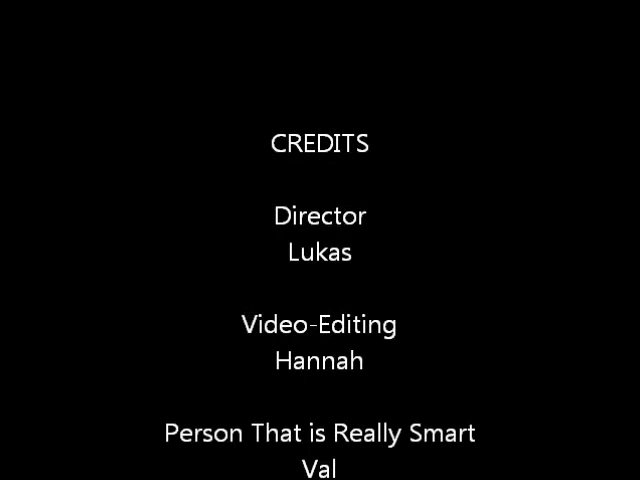 CREDITS
Director
Lukas
Video-Editing
Hannah
Person That is Really Smart
Val